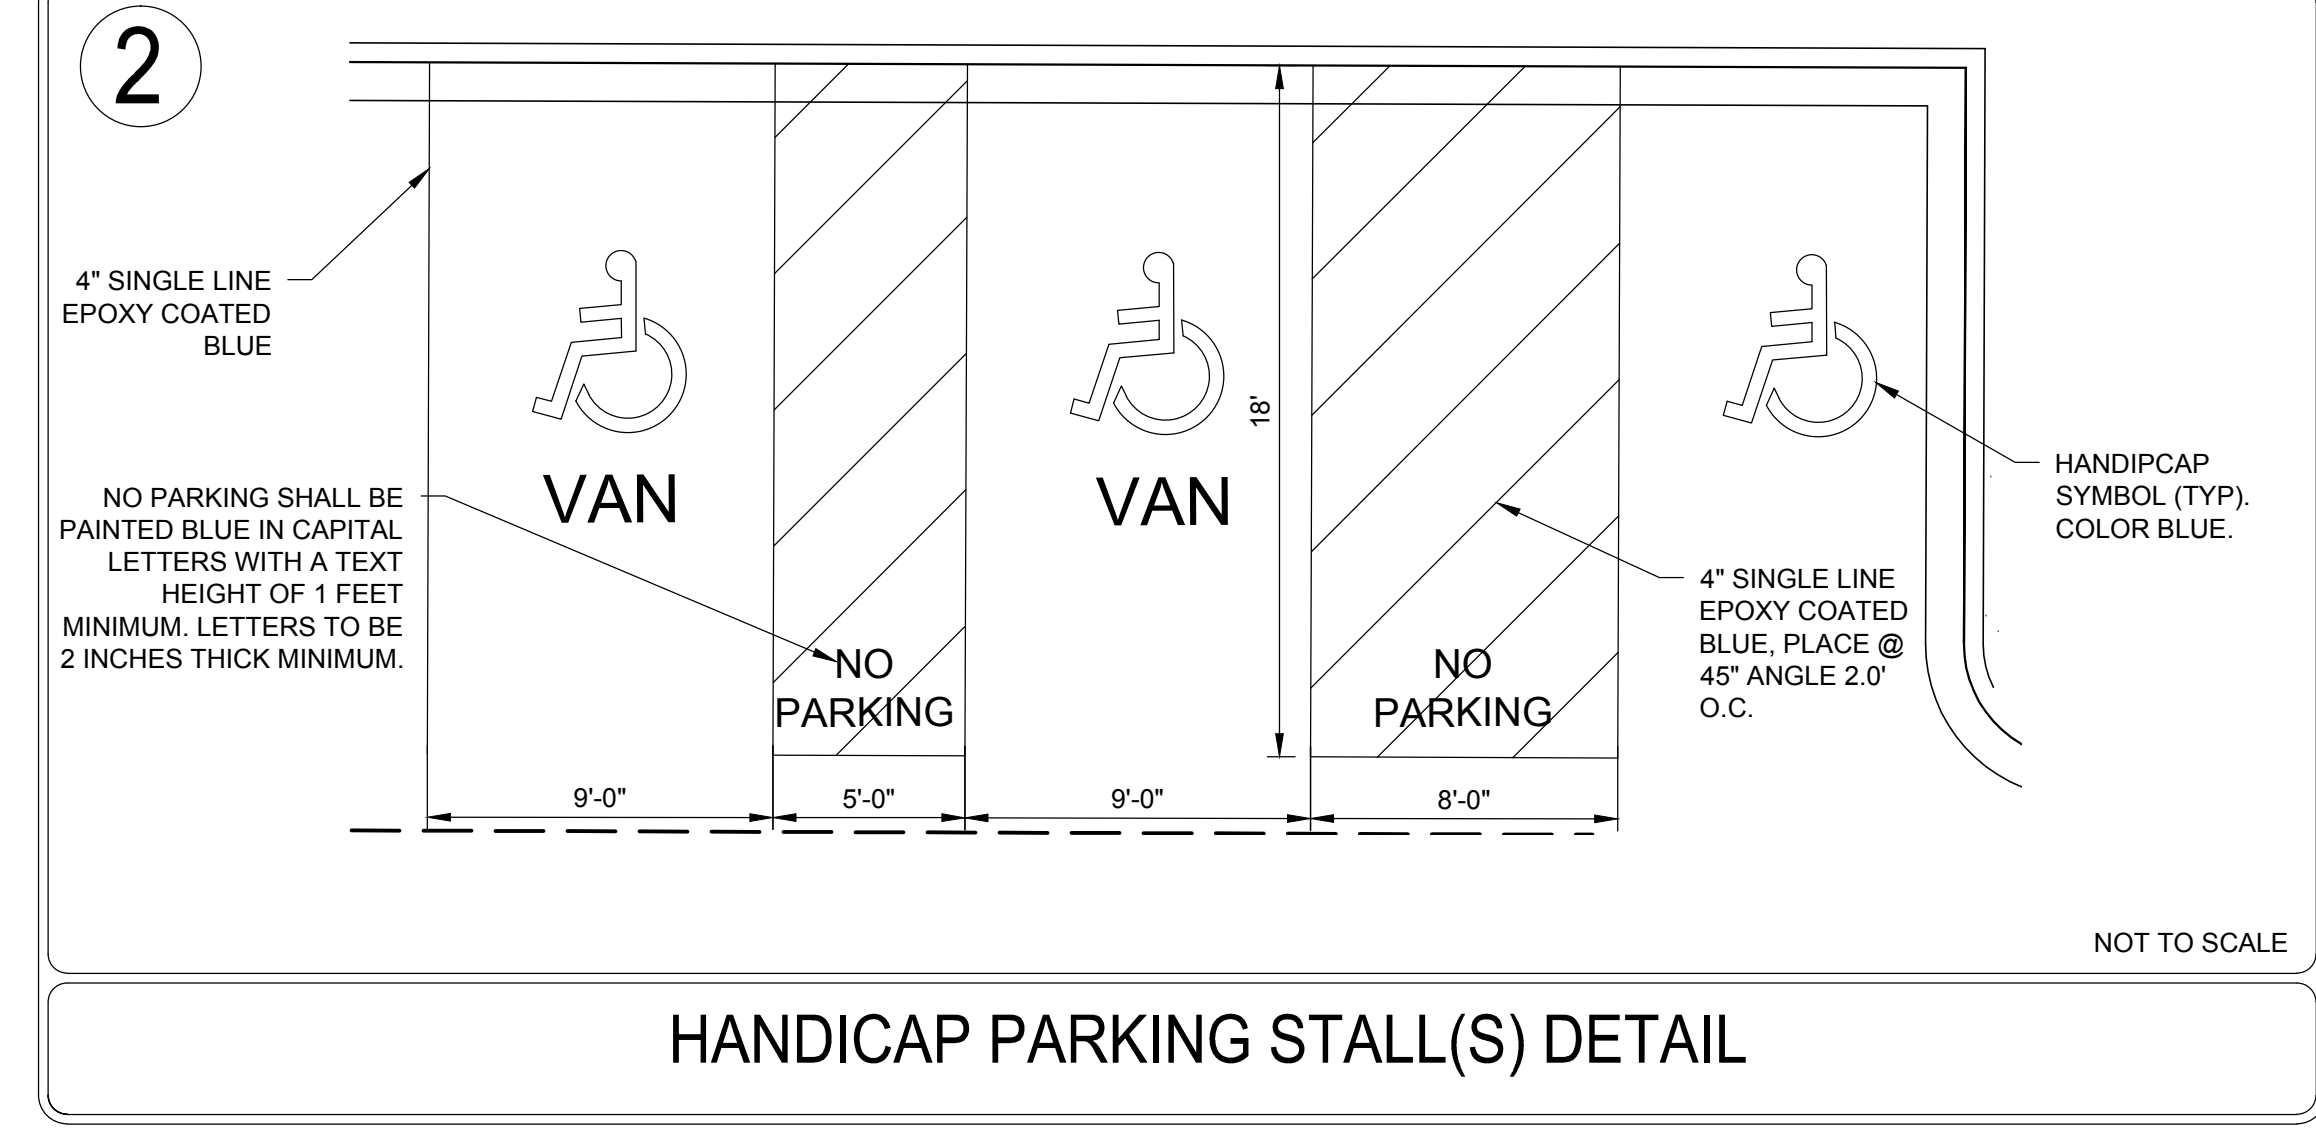 2
4" SINGLE LINE
EPOXY COATED
BLUE
NO PARKING SHALL BE
PAINTED BLUE IN CAPITAL
LETTERS WITH A TEXT
HEIGHT OF 1 FEET
MINIMUM. LETTERS TO BE
2 INCHES THICK MINIMUM.
VAN
VAN
18'
NO
PARKING
NO
PARKING
HANDIPCAP
SYMBOL (TYP).
COLOR BLUE.
4" SINGLE LINE
EPOXY COATED
BLUE, PLACE @
45" ANGLE 2.0'
O.C.
9'-0"
5'-0"
9'-0"
8'-0"
NOT TO SCALE
HANDICAP PARKING STALL(S) DETAIL